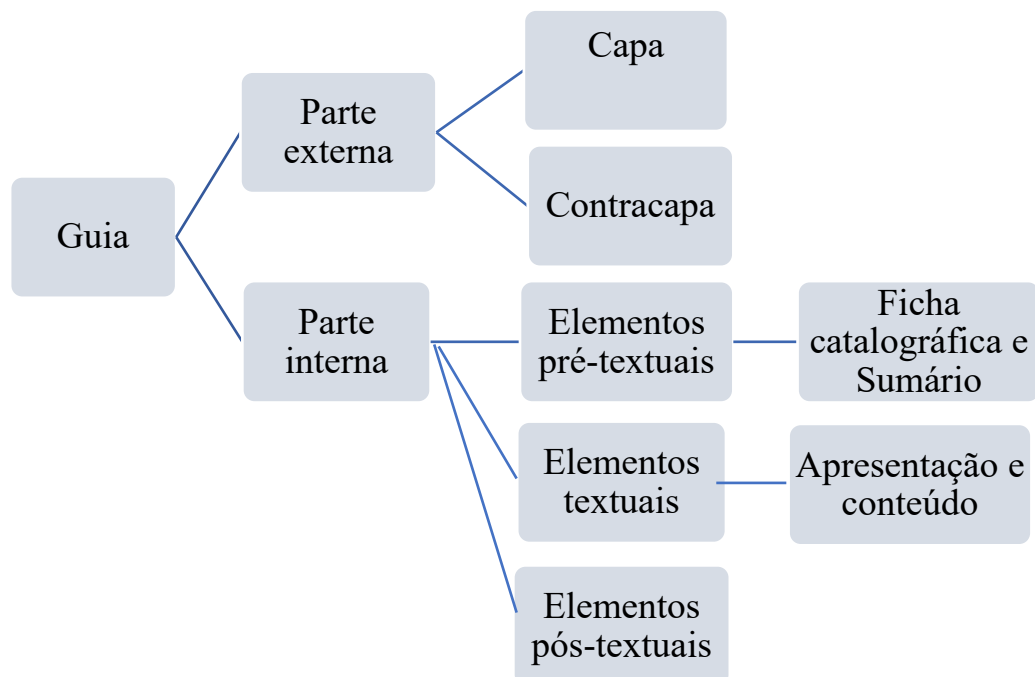 Guia
Parte
externa
Capa
Contracapa
Parte
interna
Elementos
pré-textuais
Ficha
catalográfica e
Sumário
Elementos
textuais
Apresentação e
conteúdo
Elementos
pós-textuais